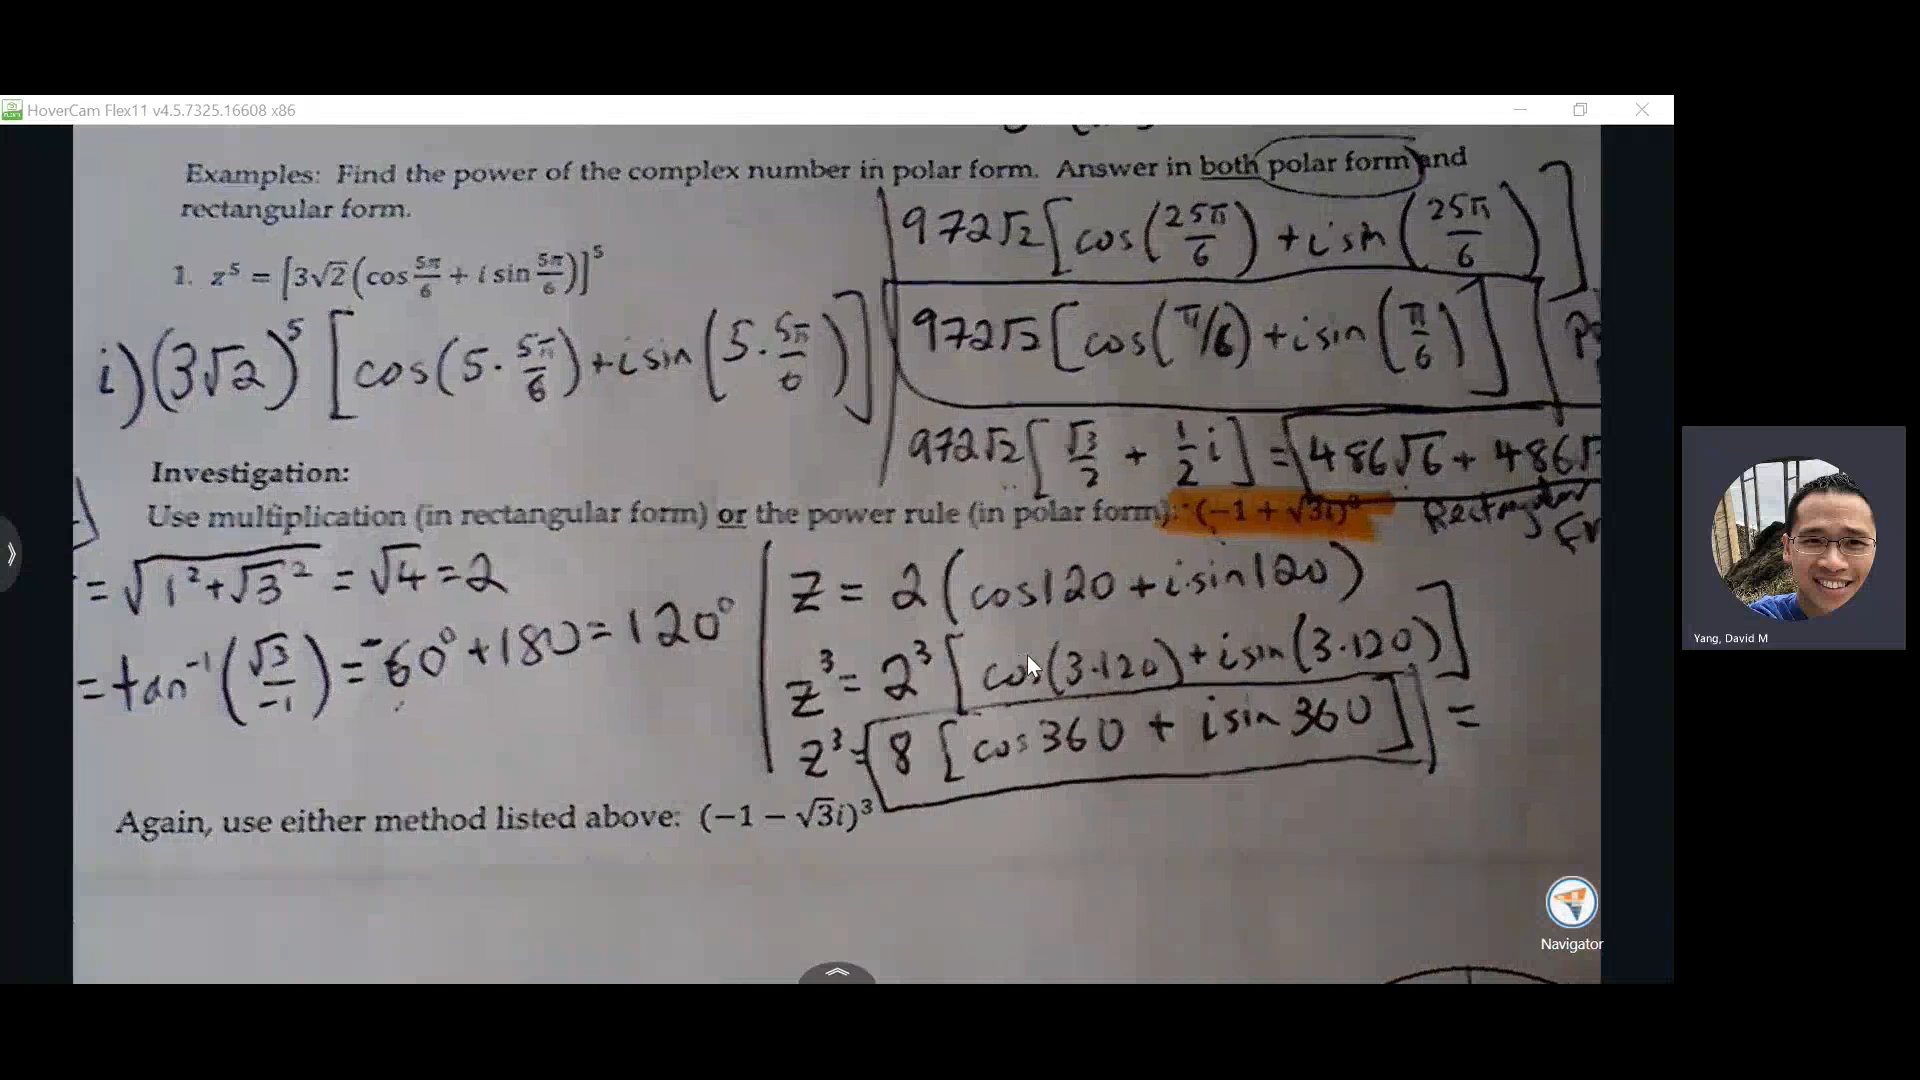 HoverCam Flex11 v4.5.7325.16608 x86
Examples: Find the power of the complex number in polar form. Answer in both polar form and
rectangular form.
1. z⁵ = [3√2(cos 5π/6 + i sin 5π/6)]⁵
i) (3√2)⁵ [cos(5·5π/6) + i sin(5·5π/6)]
972√2 [cos(25π/6) + i sin(25π/6)]
972√2 [cos(π/6) + i sin(π/6)]
972√2 [√3/2 + 1/2 i] = 486√6 + 486√
Investigation:
Use multiplication (in rectangular form) or the power rule (in polar form): (−1 + √3i)³
= √1² + √3² = √4 = 2
= tan⁻¹(√3/−1) = −60° + 180 = 120°
z = 2 (cos120 + i sin120)
z³ = 2³ [cos(3·120) + i sin(3·120)]
z³ = 8 [cos360 + i sin 360] =
Again, use either method listed above: (−1 − √3i)³
Navigator
Yang, David M